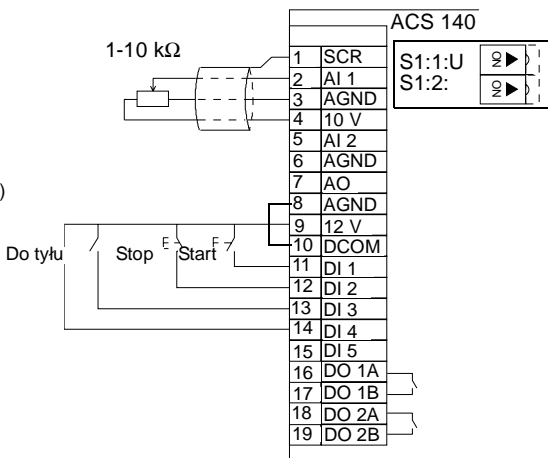 ACS 140
1-10 kΩ
S1:1:U
S1:2:
ON
ON
1 SCR
2 AI 1
3 AGND
4 10 V
5 AI 2
6 AGND
7 AO
8 AGND
9 12 V
10 DCOM
11 DI 1
12 DI 2
13 DI 3
14 DI 4
15 DI 5
16 DO 1A
17 DO 1B
18 DO 2A
19 DO 2B
)
Do tyłu Stop Start